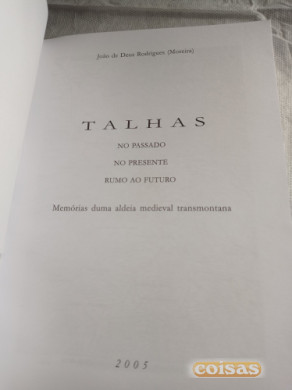 João de Deus Rodrigues (Moreira)
TALHAS
NO PASSADO
NO PRESENTE
RUMO AO FUTURO
Memórias duma aldeia medieval transmontana
2005
coisas